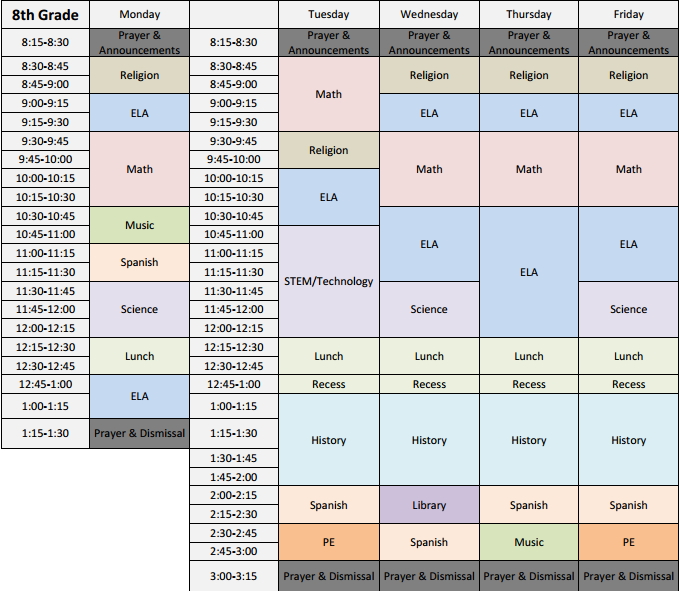 8th Grade Monday Tuesday Wednesday Thursday Friday
8:15-8:30 Prayer & Announcements 8:15-8:30 Prayer & Announcements Prayer & Announcements Prayer & Announcements Prayer & Announcements
8:30-8:45 Religion 8:30-8:45 Math Religion Religion Religion
8:45-9:00 8:45-9:00
9:00-9:15 ELA 9:00-9:15 ELA ELA ELA
9:15-9:30 9:15-9:30
9:30-9:45 Math 9:30-9:45 Religion Math Math Math
9:45-10:00 9:45-10:00
10:00-10:15 10:00-10:15 ELA
10:15-10:30 10:15-10:30
10:30-10:45 Music 10:30-10:45 ELA ELA ELA
10:45-11:00 10:45-11:00 STEM/Technology
11:00-11:15 Spanish 11:00-11:15
11:15-11:30 11:15-11:30
11:30-11:45 Science 11:30-11:45 Science Science
11:45-12:00 11:45-12:00
12:00-12:15 12:00-12:15
12:15-12:30 Lunch 12:15-12:30 Lunch Lunch Lunch Lunch
12:30-12:45 12:30-12:45
12:45-1:00 ELA 12:45-1:00 Recess Recess Recess Recess
1:00-1:15 1:00-1:15 History History History History
1:15-1:30 Prayer & Dismissal 1:15-1:30
1:30-1:45
1:45-2:00
2:00-2:15 Spanish Library Spanish Spanish
2:15-2:30
2:30-2:45 PE Spanish Music PE
2:45-3:00
3:00-3:15 Prayer & Dismissal Prayer & Dismissal Prayer & Dismissal Prayer & Dismissal